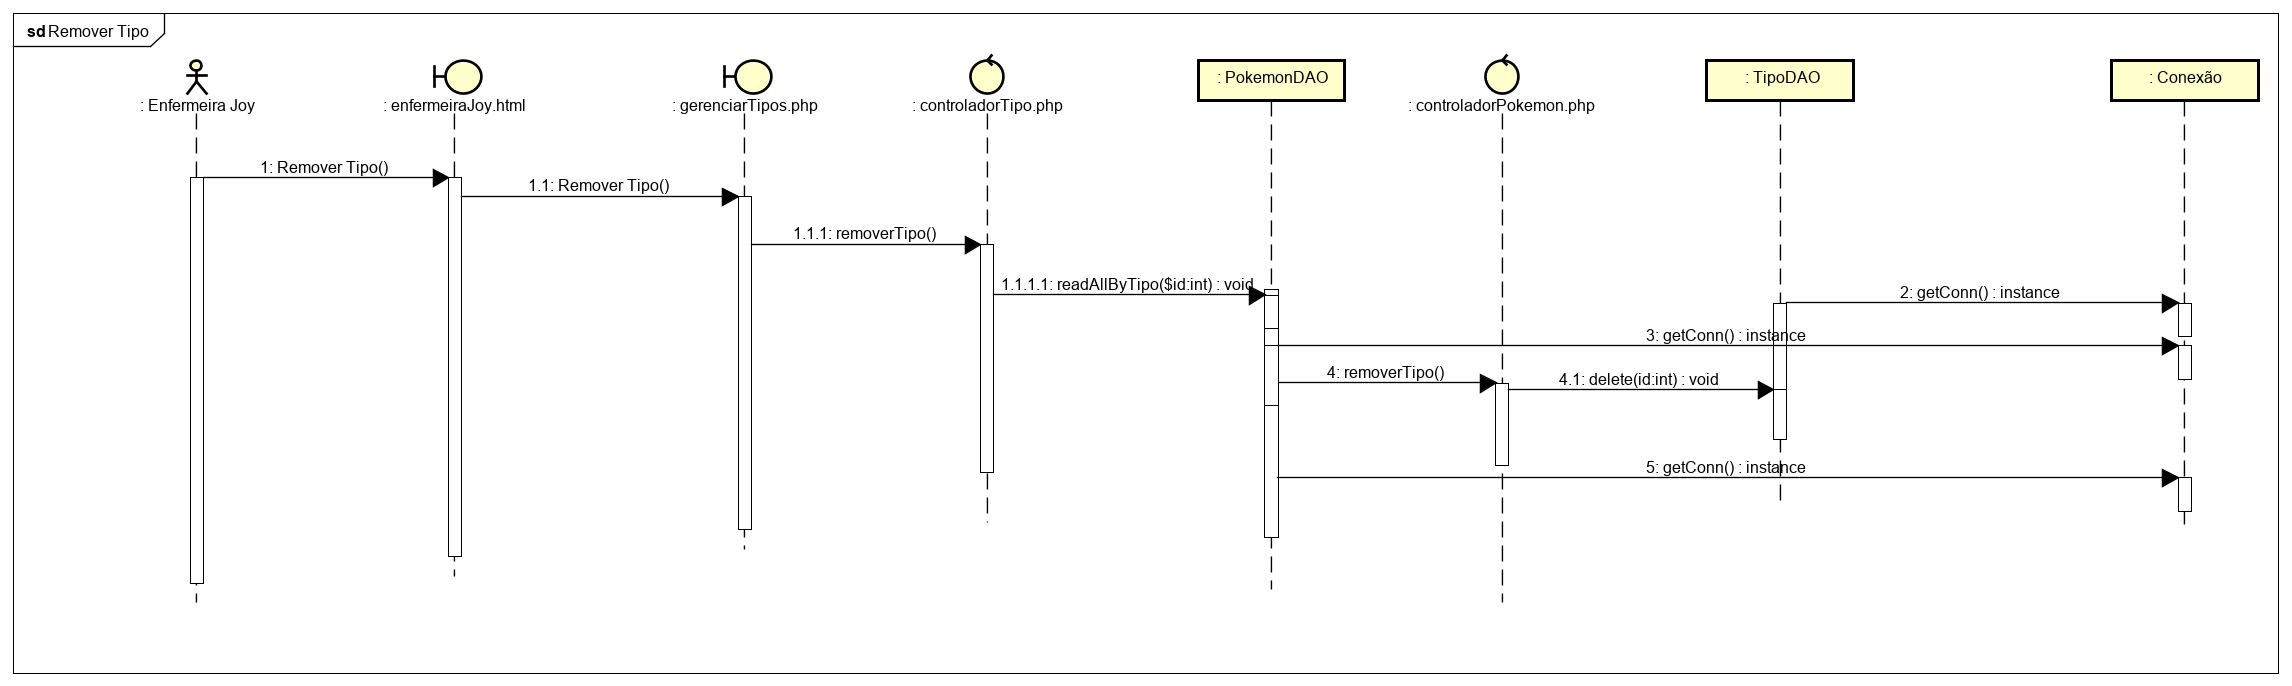 sd Remover Tipo
: Enfermeira Joy
: enfermeiraJoy.html
: gerenciarTipos.php
: controladorTipo.php
: PokemonDAO
: controladorPokemon.php
: TipoDAO
: Conexão
1: Remover Tipo()
1.1: Remover Tipo()
1.1.1: removerTipo()
1.1.1.1: readAllByTipo($id:int) : void
2: getConn() : instance
3: getConn() : instance
4: removerTipo()
4.1: delete(id:int) : void
5: getConn() : instance